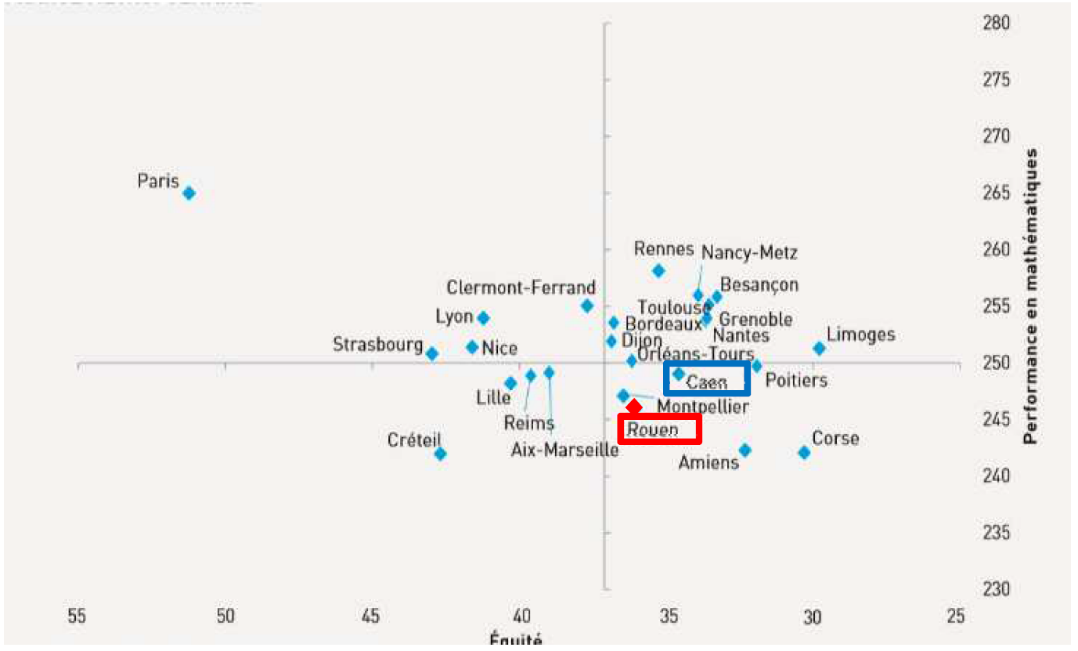 280
275
270
265
260
255
250
245
240
235
230
Performance en mathématiques
Paris
Rennes
Nancy-Metz
Clermont-Ferrand
Besançon
Toulouse
Lyon
Bordeaux
Grenoble
Nantes
Limoges
Strasbourg
Nice
Dijon
Orléans-Tours
Caen
Poitiers
Lille
Montpellier
Reims
Rouen
Créteil
Aix-Marseille
Amiens
Corse
55
50
45
40
35
30
25
Équité